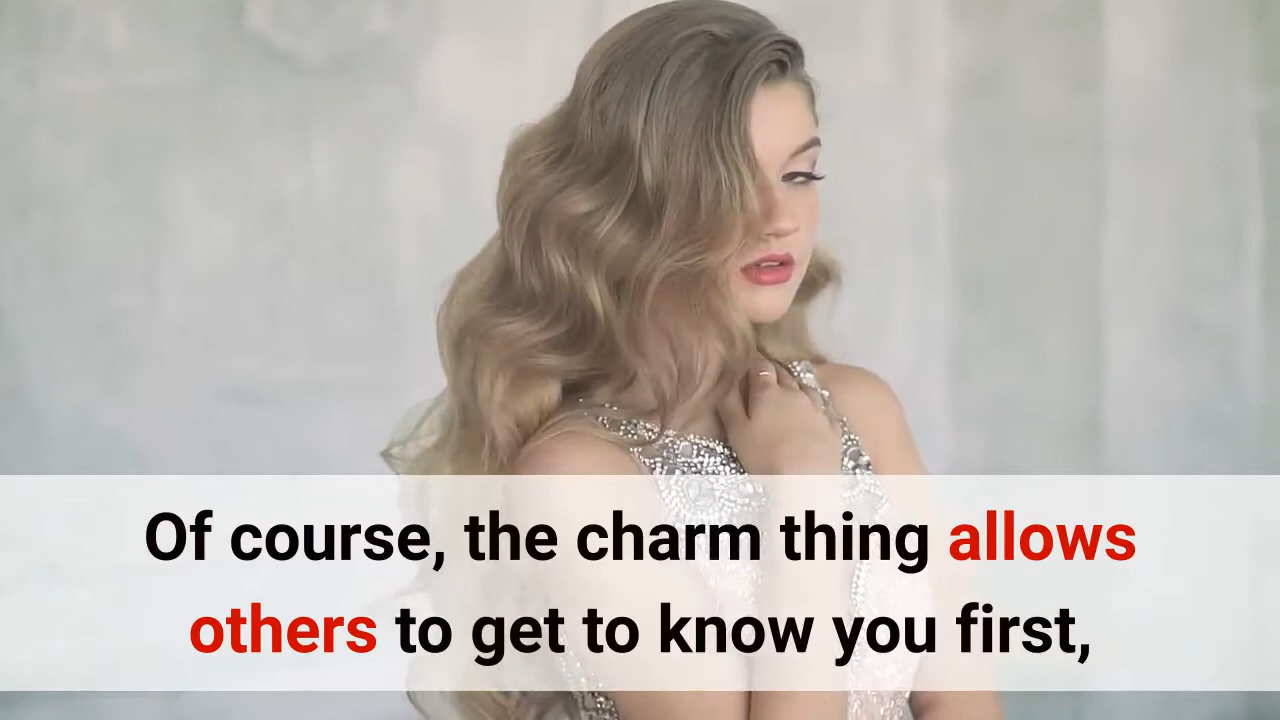 Of course, the charm thing allows
others to get to know you first,